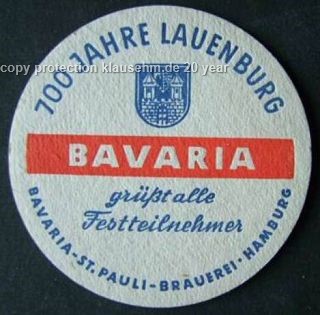 700 JAHRE LAUENBURG
copy protection klausehm.de 20 year
BAVARIA
grüßt alle
Festteilnehmer
BAVARIA-ST. PAULI-BRAUEREI-HAMBURG